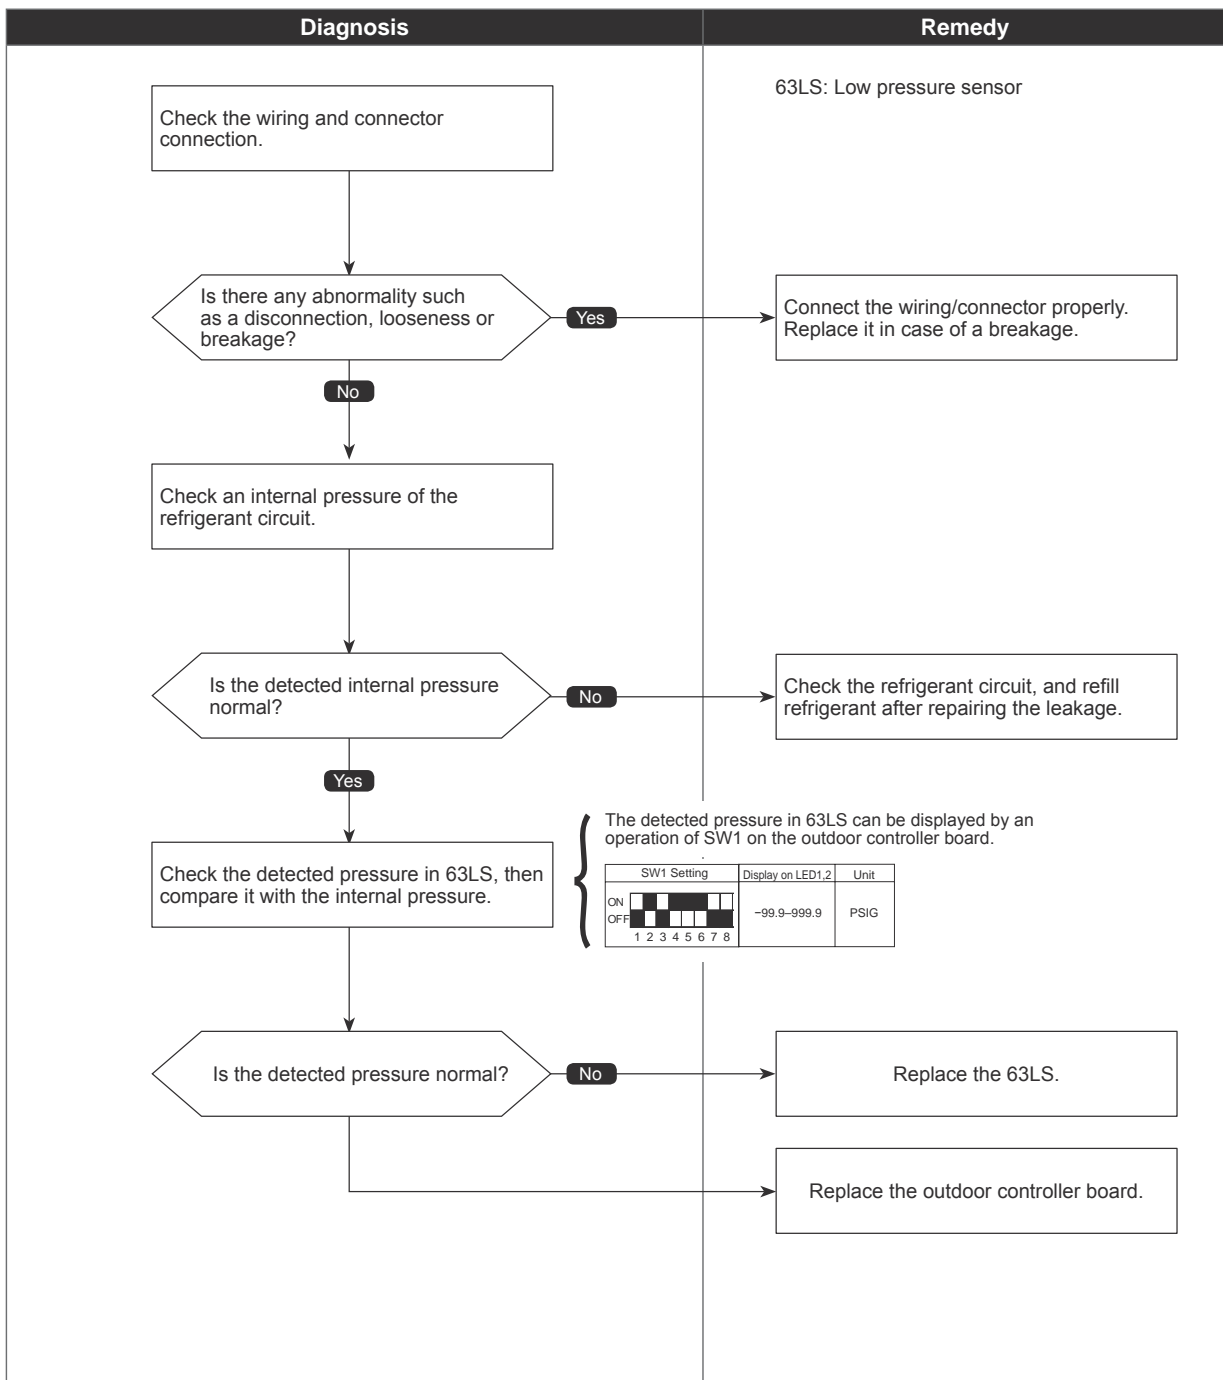 Diagnosis
Remedy
63LS: Low pressure sensor
Check the wiring and connector
connection.
Is there any abnormality such
as a disconnection, looseness or
breakage?
Yes
Connect the wiring/connector properly.
Replace it in case of a breakage.
No
Check an internal pressure of the
refrigerant circuit.
Is the detected internal pressure
normal?
No
Check the refrigerant circuit, and refill
refrigerant after repairing the leakage.
Yes
The detected pressure in 63LS can be displayed by an
operation of SW1 on the outdoor controller board.
Check the detected pressure in 63LS, then
compare it with the internal pressure.
SW1 Setting
Display on LED1,2
Unit
ON
OFF
1 2 3 4 5 6 7 8
−99.9–999.9
PSIG
Is the detected pressure normal?
No
Replace the 63LS.
Replace the outdoor controller board.